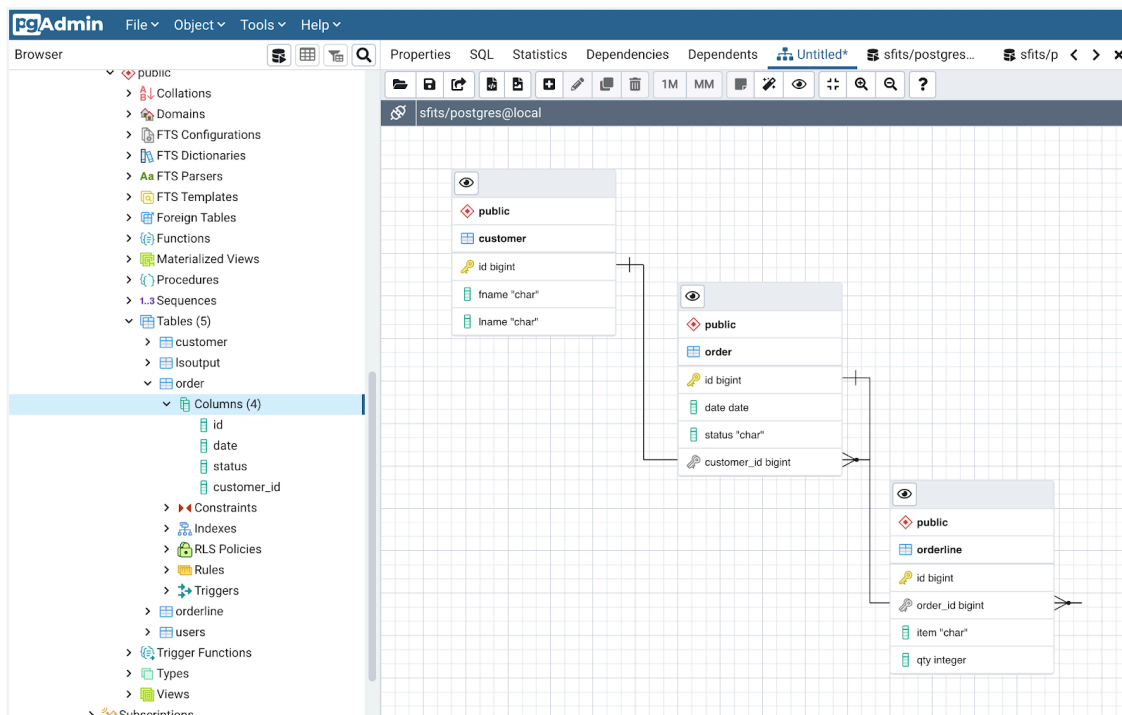 pgAdmin File Object Tools Help
Browser
Properties SQL Statistics Dependencies Dependents Untitled* sfits/postgres... sfits/p
1M MM ?
sfits/postgres@local
public
Collations
Domains
FTS Configurations
FTS Dictionaries
Aa FTS Parsers
FTS Templates
Foreign Tables
Functions
Materialized Views
Procedures
1..3 Sequences
Tables (5)
customer
lsoutput
order
Columns (4)
id
date
status
customer_id
Constraints
Indexes
RLS Policies
Rules
Triggers
orderline
users
Trigger Functions
Types
Views
Subscriptions
public
customer
id bigint
fname "char"
lname "char"
public
order
id bigint
date date
status "char"
customer_id bigint
public
orderline
id bigint
order_id bigint
item "char"
qty integer